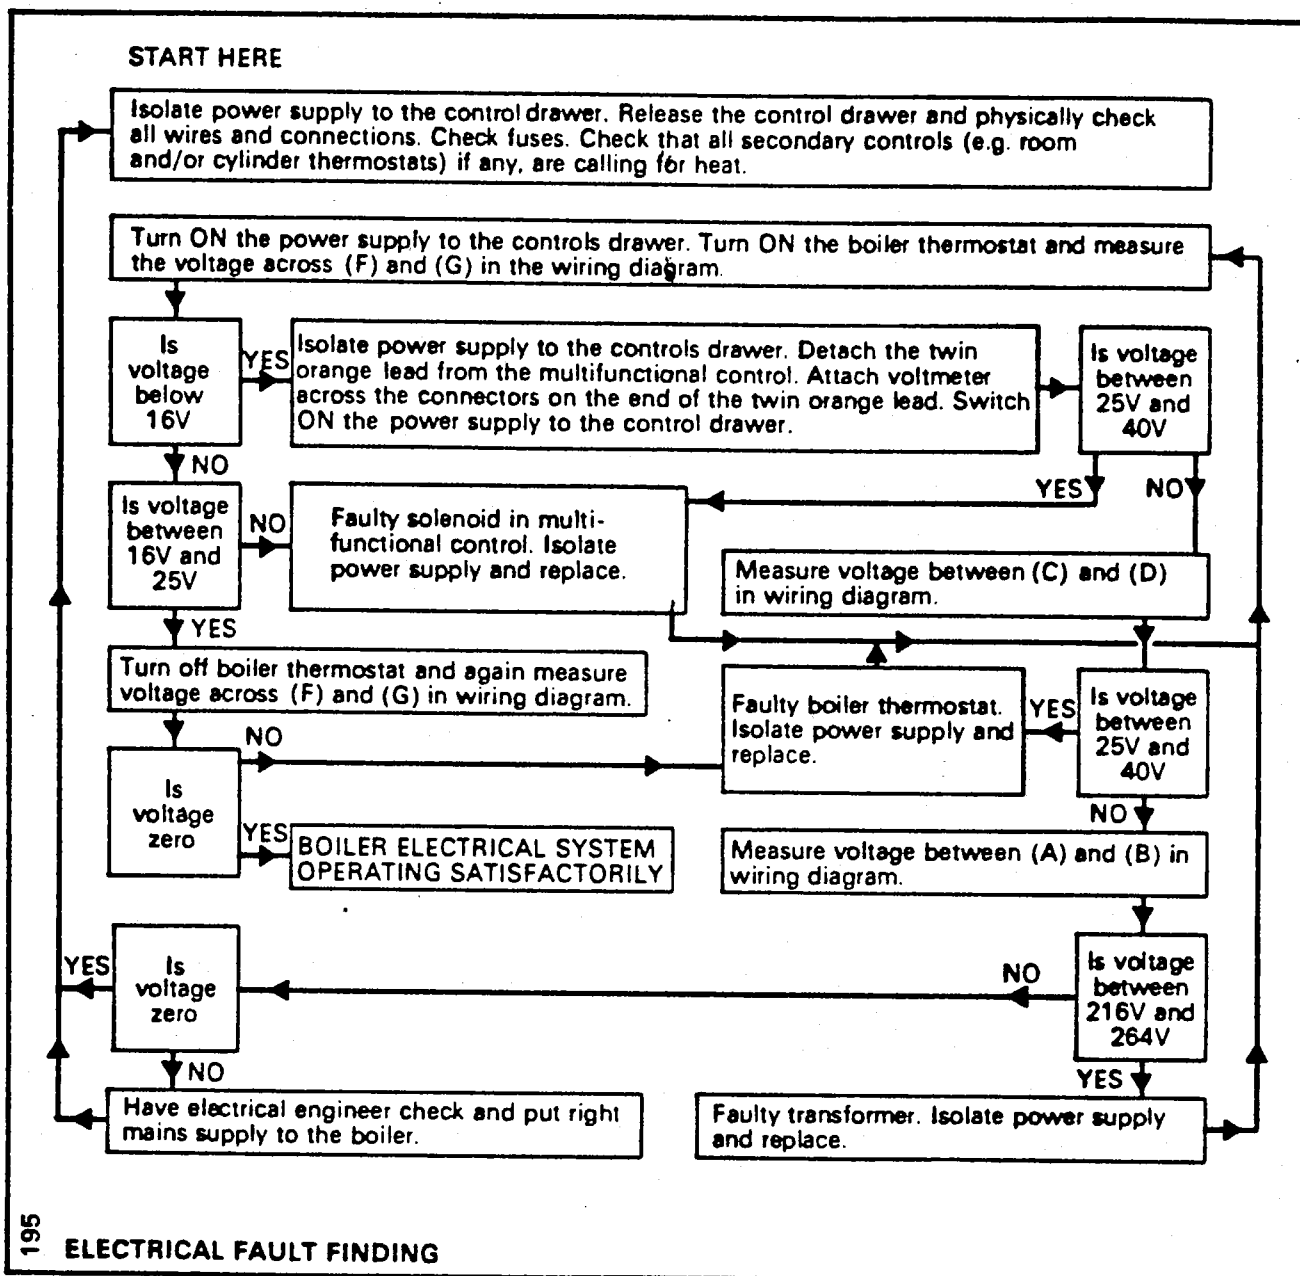 START HERE
Isolate power supply to the control drawer. Release the control drawer and physically check
all wires and connections. Check fuses. Check that all secondary controls (e.g. room
and/or cylinder thermostats) if any, are calling for heat.
Turn ON the power supply to the controls drawer. Turn ON the boiler thermostat and measure
the voltage across (F) and (G) in the wiring diagram.
Is
voltage
below
16V
YES
Isolate power supply to the controls drawer. Detach the twin
orange lead from the multifunctional control. Attach voltmeter
across the connectors on the end of the twin orange lead. Switch
ON the power supply to the control drawer.
Is voltage
between
25V and
40V
NO
YES
NO
Is voltage
between
16V and
25V
NO
Faulty solenoid in multi-
functional control. Isolate
power supply and replace.
Measure voltage between (C) and (D)
in wiring diagram.
YES
Turn off boiler thermostat and again measure
voltage across (F) and (G) in wiring diagram.
Faulty boiler thermostat.
Isolate power supply and
replace.
YES
Is voltage
between
25V and
40V
NO
Is
voltage
zero
YES
BOILER ELECTRICAL SYSTEM
OPERATING SATISFACTORILY
NO
Measure voltage between (A) and (B) in
wiring diagram.
YES
Is
voltage
zero
NO
Is voltage
between
216V and
264V
NO
YES
Have electrical engineer check and put right
mains supply to the boiler.
Faulty transformer. Isolate power supply
and replace.
195
ELECTRICAL FAULT FINDING